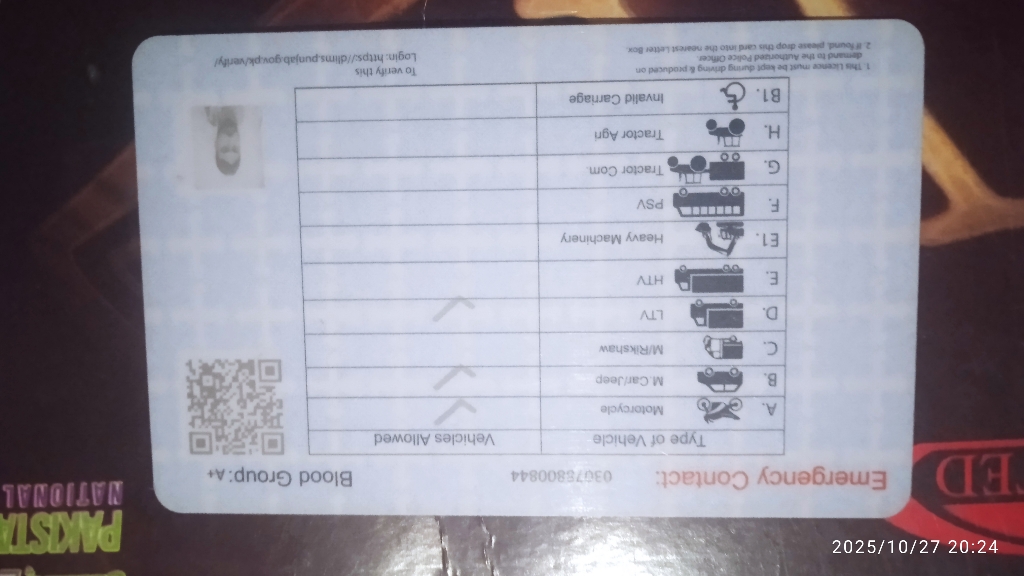 Emergency Contact: 03075800844 Blood Group: A+
Type of Vehicle Vehicles Allowed
A. Motorcycle
B. M.Car/Jeep
C. M/Rikshaw
D. LTV
E. HTV
E1. Heavy Machinery
F. PSV
G. Tractor Com
H. Tractor Agri
B1. Invalid Carriage
1. This Licence must be kept during driving & produced on
demand to the Authorized Police Officer.
2. If found, please drop this card into the nearest Letter Box
To verify this
Login: https://dlims.punjab.gov.pk/verify/
PAKISTA
NATIONAL
TED
2025/10/27 20:24